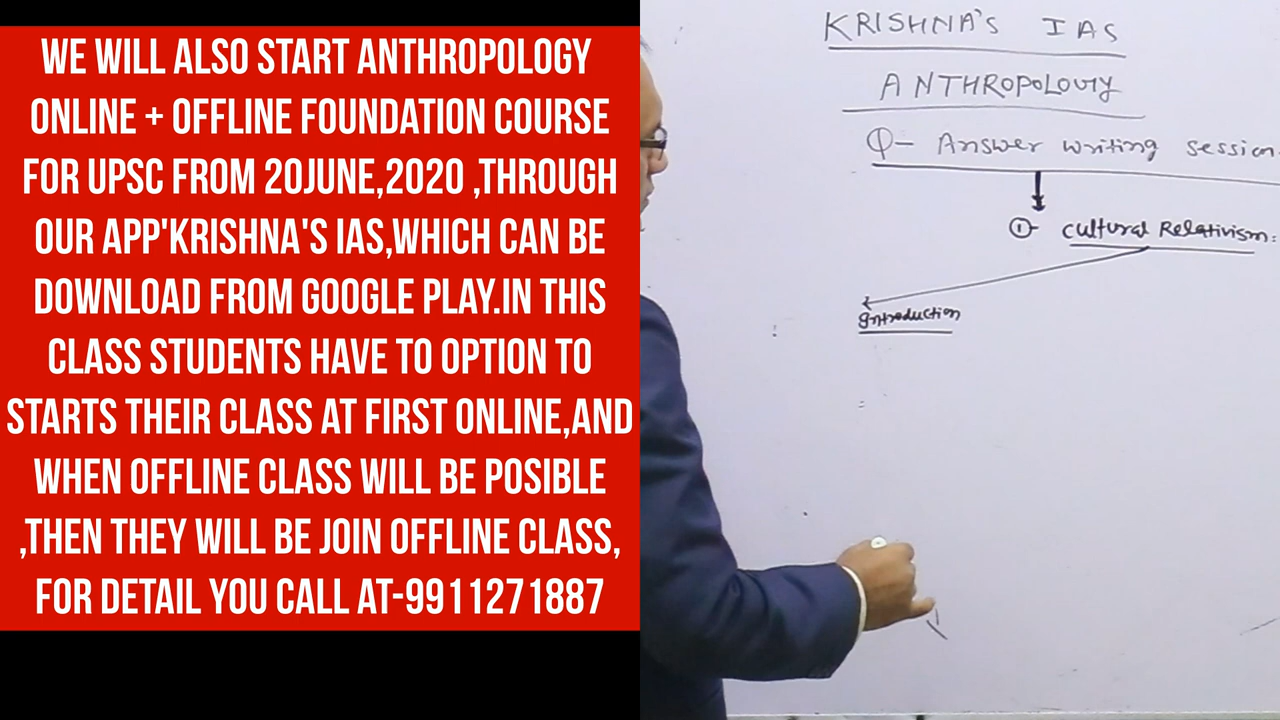 WE WILL ALSO START ANTHROPOLOGY
ONLINE + OFFLINE FOUNDATION COURSE
FOR UPSC FROM 20JUNE,2020 ,THROUGH
OUR APP'KRISHNA'S IAS,WHICH CAN BE
DOWNLOAD FROM GOOGLE PLAY.IN THIS
CLASS STUDENTS HAVE TO OPTION TO
STARTS THEIR CLASS AT FIRST ONLINE,AND
WHEN OFFLINE CLASS WILL BE POSIBLE
,THEN THEY WILL BE JOIN OFFLINE CLASS,
FOR DETAIL YOU CALL AT-9911271887
KRISHNA'S IAS
ANTHROPOLOGY
Q- Answer writing session
①- Cultural Relativism:
Introduction